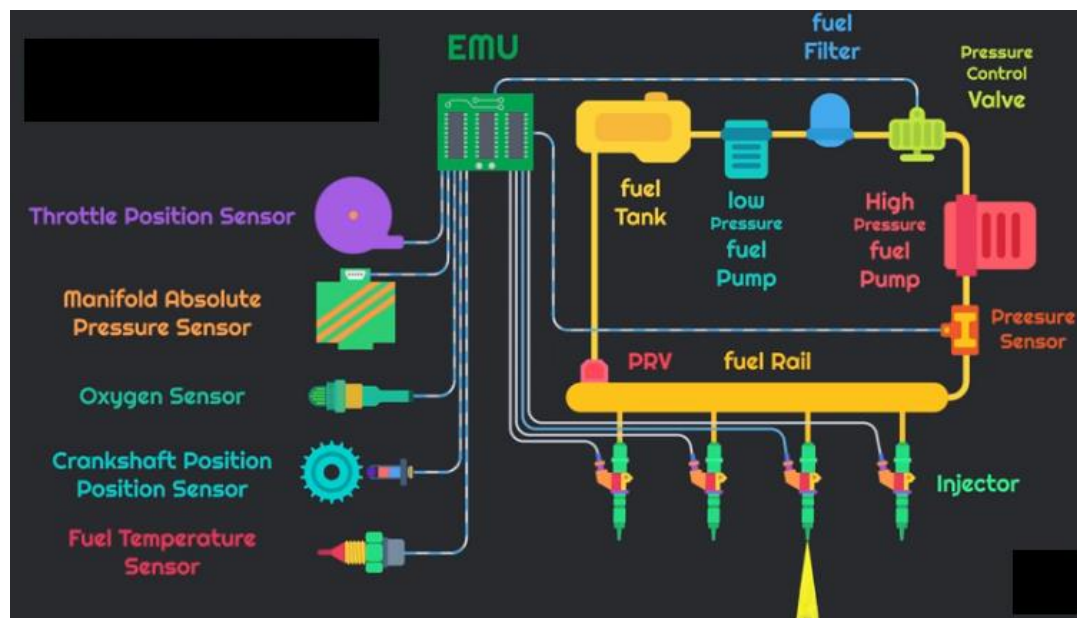 EMU
fuel
Filter
Pressure
Control
Valve
Throttle Position Sensor
fuel
Tank
low
Pressure
fuel
Pump
High
Pressure
fuel
Pump
Manifold Absolute
Pressure Sensor
Preesure
Sensor
PRV
fuel Rail
Oxygen Sensor
Crankshaft Position
Position Sensor
Injector
Fuel Temperature
Sensor